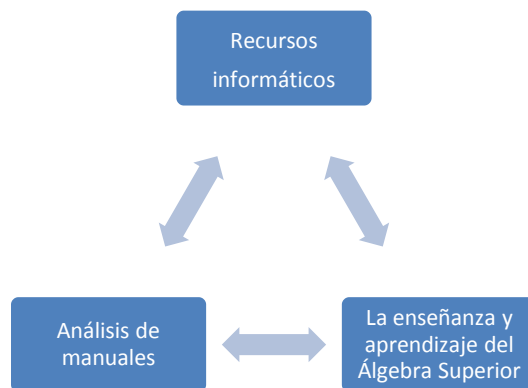 Recursos
informáticos
Análisis de
manuales
La enseñanza y
aprendizaje del
Álgebra Superior